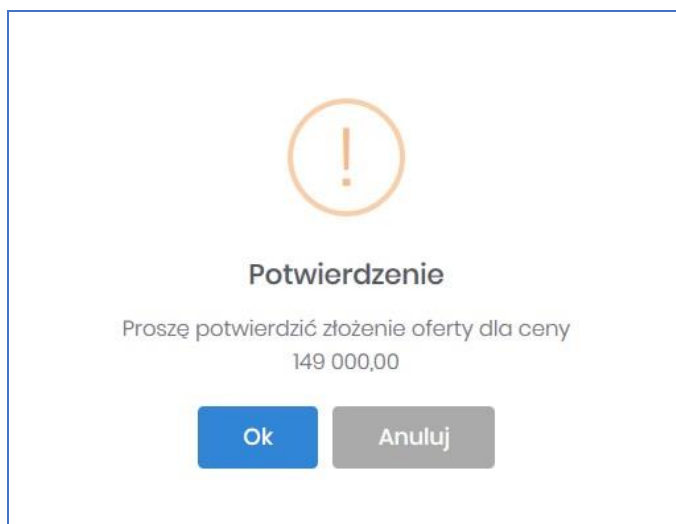 !
Potwierdzenie
Proszę potwierdzić złożenie oferty dla ceny
149 000,00
Ok
Anuluj